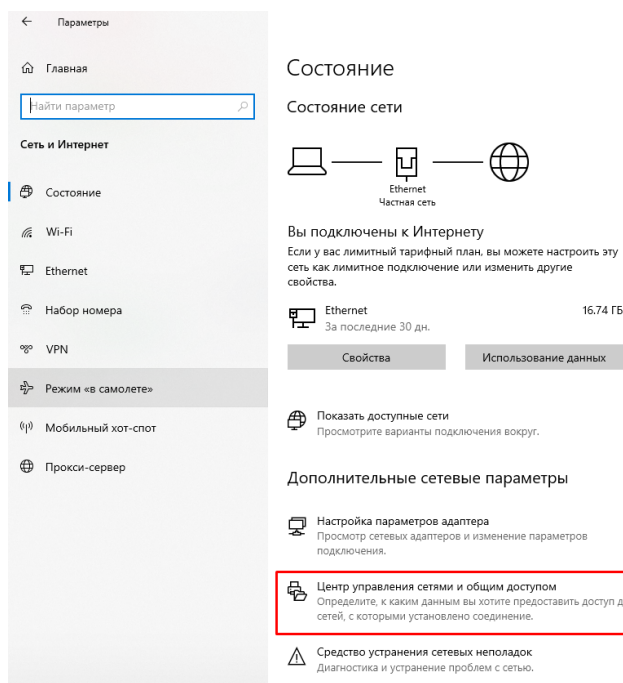 Параметры
Главная
Найти параметр
Сеть и Интернет
Состояние
Wi-Fi
Ethernet
Набор номера
VPN
Режим «в самолете»
Мобильный хот-спот
Прокси-сервер
Состояние
Состояние сети
Ethernet
Частная сеть
Вы подключены к Интернету
Если у вас лимитный тарифный план, вы можете настроить эту
сеть как лимитное подключение или изменить другие
свойства.
Ethernet 16.74 ГБ
За последние 30 дн.
Свойства Использование данных
Показать доступные сети
Просмотрите варианты подключения вокруг.
Дополнительные сетевые параметры
Настройка параметров адаптера
Просмотр сетевых адаптеров и изменение параметров
подключения.
Центр управления сетями и общим доступом
Определите, к каким данным вы хотите предоставить доступ д
сетей, с которыми установлено соединение.
Средство устранения сетевых неполадок
Диагностика и устранение проблем с сетью.